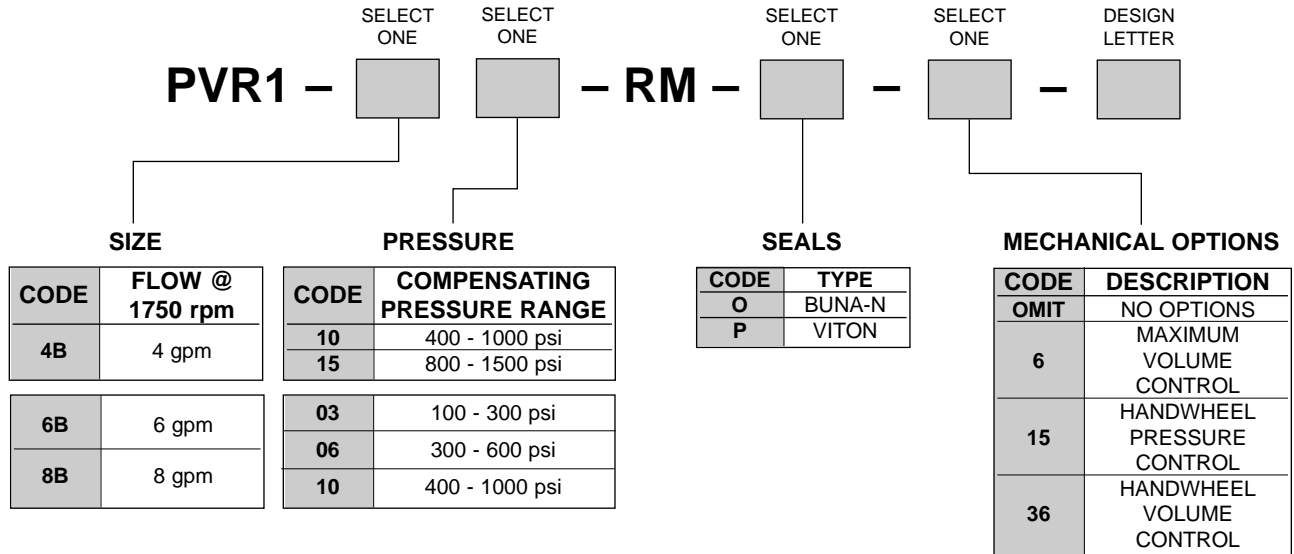 SELECT ONE
SELECT ONE
SELECT ONE
SELECT ONE
DESIGN LETTER
PVR1 – – RM – – –
SIZE
CODE FLOW @ 1750 rpm
4B 4 gpm
6B 6 gpm
8B 8 gpm
PRESSURE
CODE COMPENSATING PRESSURE RANGE
10 400 - 1000 psi
15 800 - 1500 psi
03 100 - 300 psi
06 300 - 600 psi
10 400 - 1000 psi
SEALS
CODE TYPE
O BUNA-N
P VITON
MECHANICAL OPTIONS
CODE DESCRIPTION
OMIT NO OPTIONS
6 MAXIMUM VOLUME CONTROL
15 HANDWHEEL PRESSURE CONTROL
36 HANDWHEEL VOLUME CONTROL